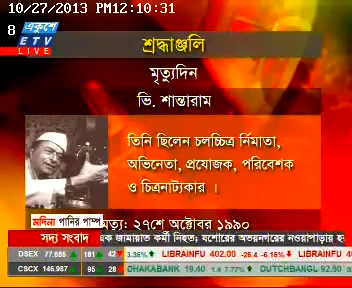 10/27/2013 PM12:10:31
8
একুশে
ETV
LIVE
শ্রদ্ধাঞ্জলি
মৃত্যুদিন
ভি. শান্তারাম
তিনি ছিলেন চলচ্চিত্র নির্মাতা,
অভিনেতা, প্রযোজক, পরিবেশক
ও চিত্রনাট্যকার ।
মদিনা পানির পাম্প
মৃত্যু: ২৭শে অক্টোবর ১৯৯০
সদ্য সংবাদ
এক জামায়াত কর্মী নিহত; যশোরের অভয়নগরের নওয়াপাড়ায়
DSEX 77.685 181 42 3.36% LIBRAINFU 402.00 -26.4 -6.16% LIBRAINFU
CSCX 146.987 95 28 DHAKABANK 19.40 1.4 7.77% DUTCHBANGL 92.50